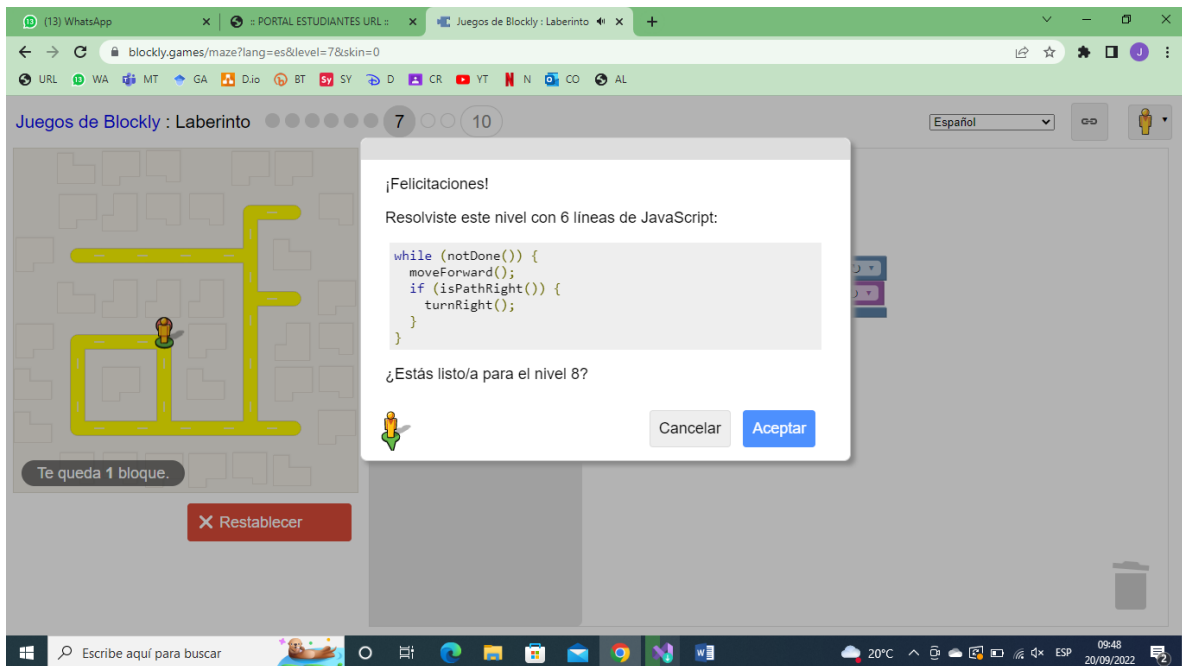 (13) WhatsApp
:: PORTAL ESTUDIANTES URL ::
Juegos de Blockly : Laberinto
blockly.games/maze?lang=es&level=7&skin=0
J
URL WA MT GA D.io BT SY D CR YT N CO AL
Juegos de Blockly : Laberinto 7 10
Español
¡Felicitaciones!
Resolviste este nivel con 6 líneas de JavaScript:
while (notDone()) {
moveForward();
if (isPathRight()) {
turnRight();
}
}
¿Estás listo/a para el nivel 8?
Cancelar
Aceptar
Te queda 1 bloque.
Restablecer
Escribe aquí para buscar
20°C
ESP
09:48
20/09/2022
2